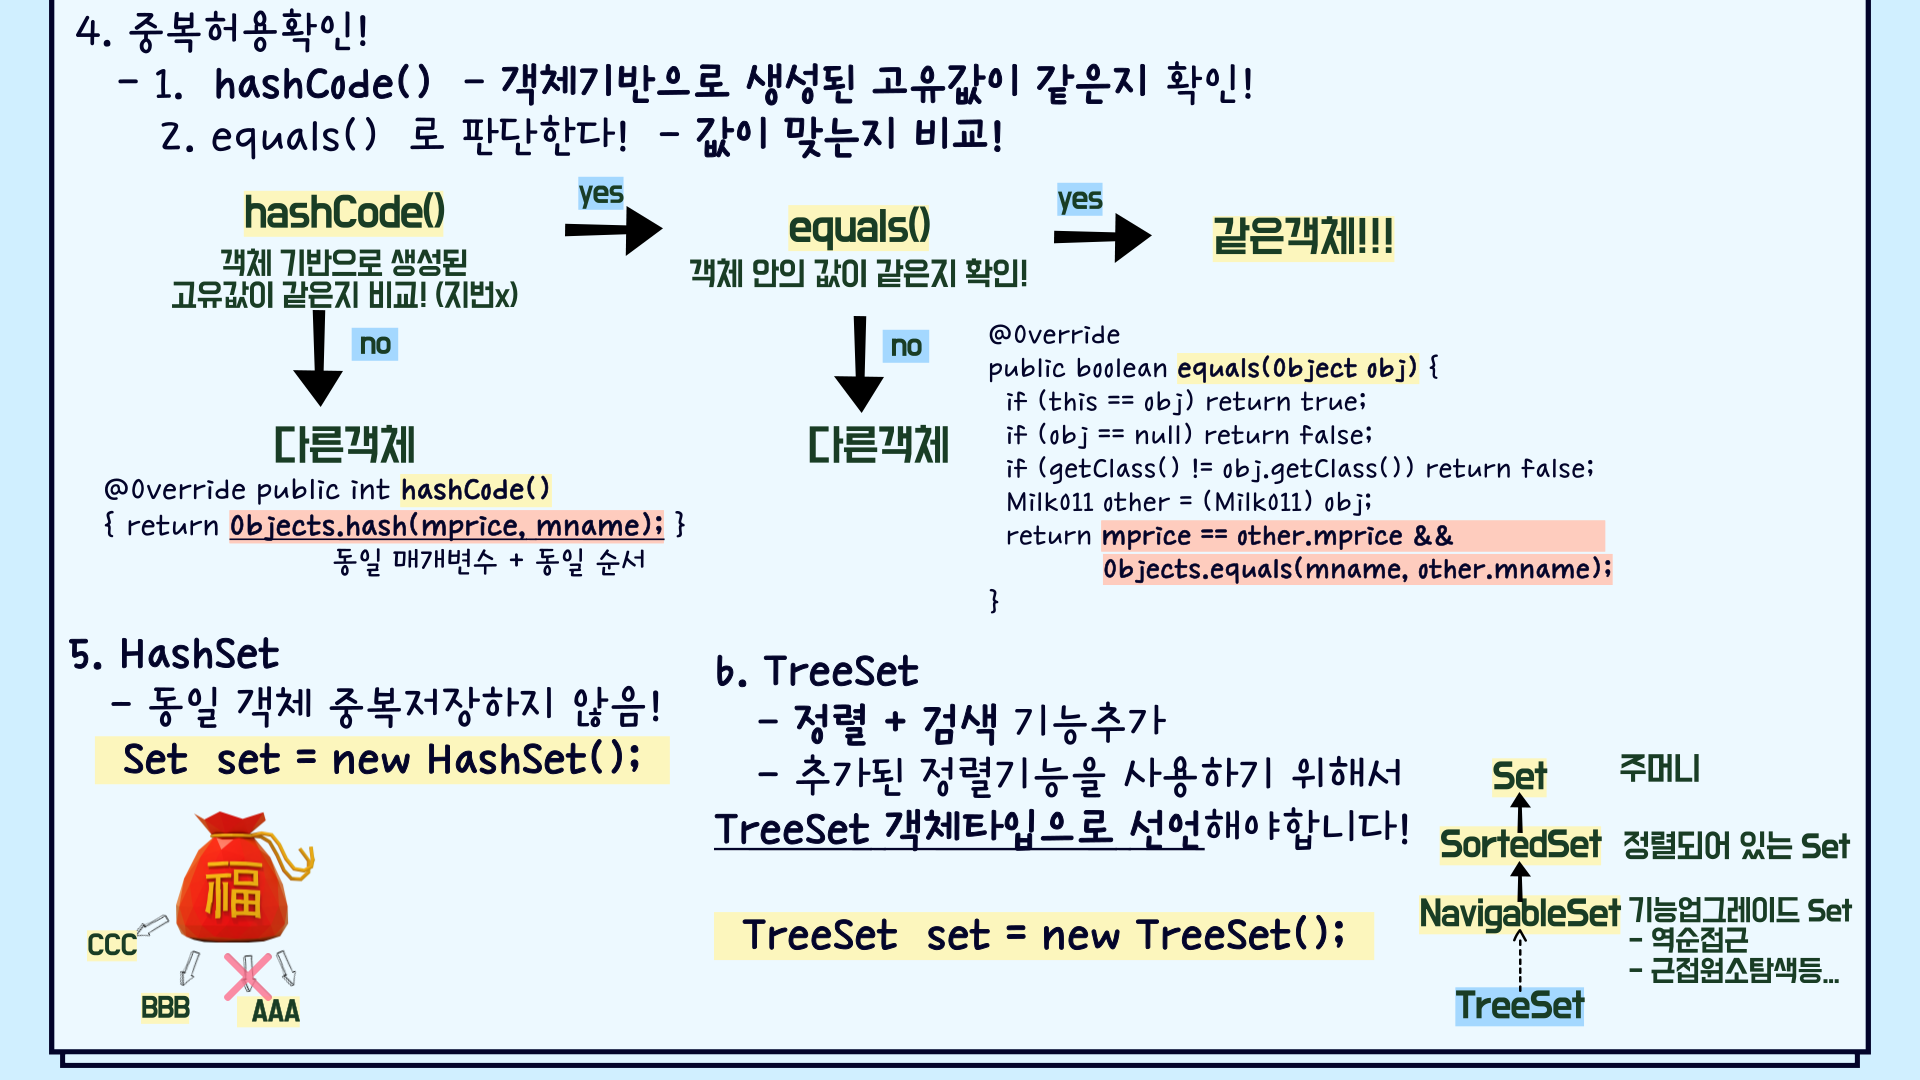 4. 중복허용확인!
- 1. hashCode() - 객체기반으로 생성된 고유값이 같은지 확인!
2. equals() 로 판단한다! - 값이 맞는지 비교!
hashCode()
객체 기반으로 생성된
고유값이 같은지 비교! (지번x)
yes
equals()
객체 안의 값이 같은지 확인!
yes
같은객체!!!
no
다른객체
no
다른객체
@Override public int hashCode()
{ return Objects.hash(mprice, mname); }
동일 매개변수 + 동일 순서
@Override
public boolean equals(Object obj) {
if (this == obj) return true;
if (obj == null) return false;
if (getClass() != obj.getClass()) return false;
Milk011 other = (Milk011) obj;
return mprice == other.mprice &&
Objects.equals(mname, other.mname);
}
5. HashSet
- 동일 객체 중복저장하지 않음!
Set set = new HashSet();
福
CCC
BBB
AAA
6. TreeSet
- 정렬 + 검색 기능추가
- 추가된 정렬기능을 사용하기 위해서
TreeSet 객체타입으로 선언해야합니다!
TreeSet set = new TreeSet();
Set 주머니
SortedSet 정렬되어 있는 Set
NavigableSet 기능업그레이드 Set
- 역순접근
- 근접원소탐색등...
TreeSet